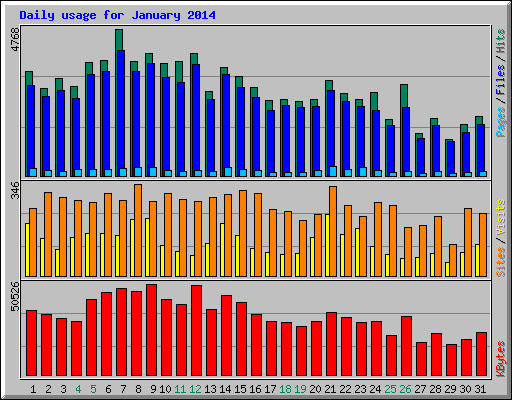 Daily usage for January 2014
4768
Pages / Files / Hits
346
Sites / Visits
50526
KBytes
1 2 3 4 5 6 7 8 9 10 11 12 13 14 15 16 17 18 19 20 21 22 23 24 25 26 27 28 29 30 31